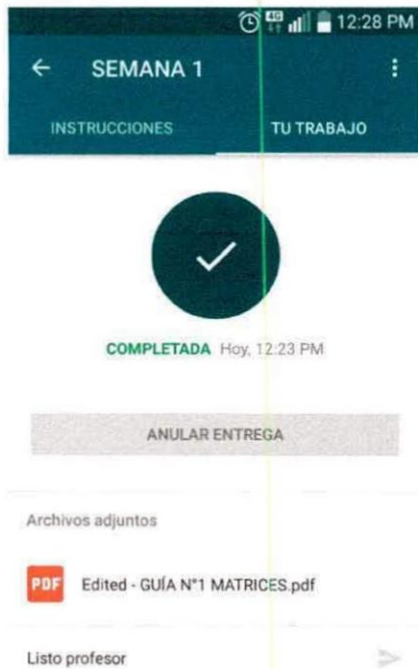 4G 12:28 PM
SEMANA 1
INSTRUCCIONES TU TRABAJO
COMPLETADA Hoy, 12:23 PM
ANULAR ENTREGA
Archivos adjuntos
PDF Edited - GUÍA N°1 MATRICES.pdf
Listo profesor